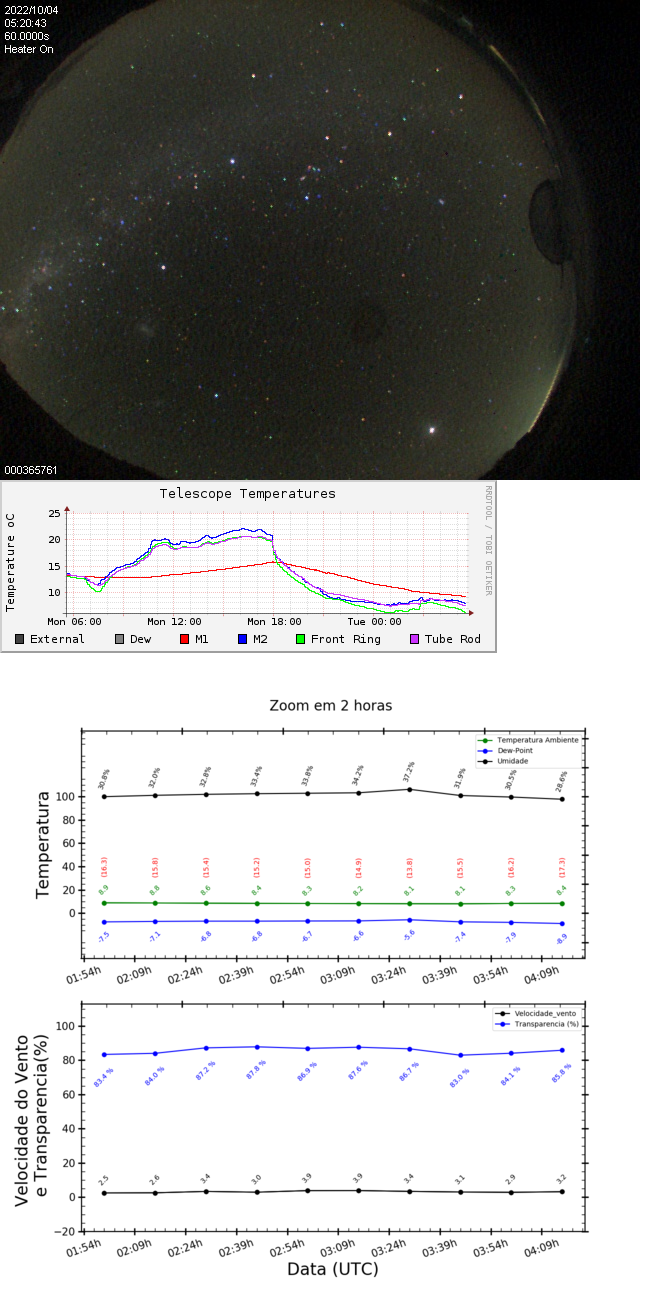 2022/10/04
05:20:43
60.0000s
Heater On
000365761
Telescope Temperatures
RRDTOOL / TOBI OETIKER
Temperature oC
25
20
15
10
Mon 06:00 Mon 12:00 Mon 18:00 Tue 00:00
External Dew M1 M2 Front Ring Tube Rod
Zoom em 2 horas
Temperatura Ambiente
Dew-Point
Umidade
Temperatura
100
80
60
40
20
0
30.8% 32.0% 32.8% 33.4% 33.8% 34.2% 37.2% 31.9% 30.5% 28.6%
(16.3) (15.8) (15.4) (15.2) (15.0) (14.9) (13.8) (15.5) (16.2) (17.3)
8.9 8.8 8.6 8.4 8.3 8.2 8.1 8.1 8.3 8.4
-7.5 -7.1 -6.8 -6.8 -6.7 -6.6 -5.6 -7.4 -7.9 -8.9
01:54h 02:09h 02:24h 02:39h 02:54h 03:09h 03:24h 03:39h 03:54h 04:09h
Velocidade_vento
Transparencia (%)
Velocidade do Vento
e Transparencia(%)
100
80
60
40
20
0
−20
83.4 % 84.0 % 87.2 % 87.8 % 86.9 % 87.6 % 86.7 % 83.0 % 84.1 % 85.8 %
2.5 2.6 3.4 3.0 3.9 3.9 3.4 3.1 2.9 3.2
01:54h 02:09h 02:24h 02:39h 02:54h 03:09h 03:24h 03:39h 03:54h 04:09h
Data (UTC)